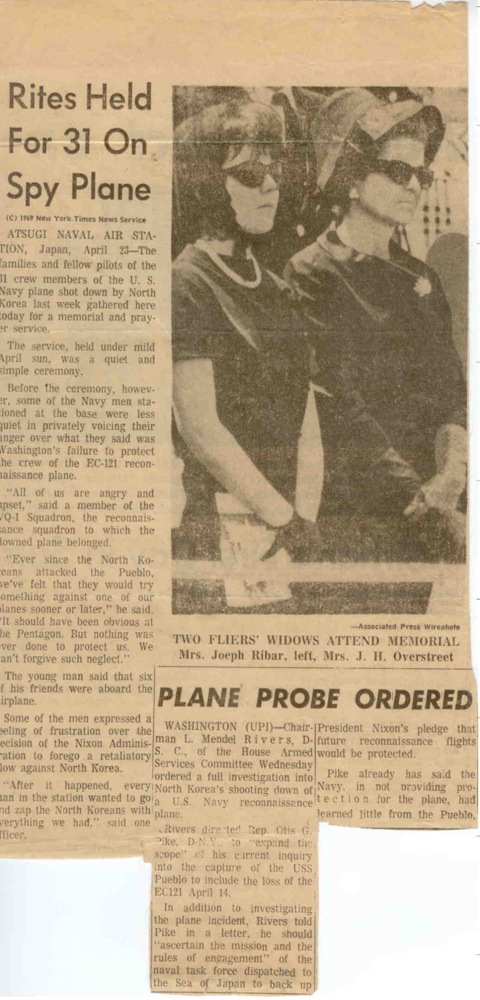 Rites Held
For 31 On
Spy Plane
(C) 1969 New York Times News Service
ATSUGI NAVAL AIR STA-
TION, Japan, April 23—The
families and fellow pilots of the
31 crew members of the U. S.
Navy plane shot down by North
Korea last week gathered here
today for a memorial and pray-
er service.
The service, held under mild
April sun, was a quiet and
simple ceremony.
Before the ceremony, howev-
er, some of the Navy men sta-
tioned at the base were less
quiet in privately voicing their
anger over what they said was
Washington's failure to protect
the crew of the EC-121 recon-
naissance plane.
"All of us are angry and
upset," said a member of the
VQ-1 Squadron, the reconnais-
sance squadron to which the
downed plane belonged.
"Ever since the North Ko-
reans attacked the Pueblo,
we've felt that they would try
something against one of our
planes sooner or later," he said.
"It should have been obvious at
the Pentagon. But nothing was
ever done to protect us. We
can't forgive such neglect."
The young man said that six
of his friends were aboard the
airplane.
Some of the men expressed a
feeling of frustration over the
decision of the Nixon Adminis-
tration to forego a retaliatory
blow against North Korea.
"After it happened, every
man in the station wanted to go
and zap the North Koreans with
everything we had," said one
officer.
—Associated Press Wirephoto
TWO FLIERS' WIDOWS ATTEND MEMORIAL
Mrs. Joeph Ribar, left, Mrs. J. H. Overstreet
PLANE PROBE ORDERED
WASHINGTON (UPI)—Chair-
man L. Mendel Rivers, D-
S. C., of the House Armed
Services Committee Wednesday
ordered a full investigation into
North Korea's shooting down of
a U.S. Navy reconnaissance
plane.
Rivers directed Rep. Otis G.
Pike, D-N.Y., to "expand the
scope" of his current inquiry
into the capture of the USS
Pueblo to include the loss of the
EC121 April 14.
In addition to investigating
the plane incident, Rivers told
Pike in a letter, he should
"ascertain the mission and the
rules of engagement" of the
naval task force dispatched to
the Sea of Japan to back up
President Nixon's pledge that
future reconnaissance flights
would be protected.
Pike already has said the
Navy, in not providing pro-
tection for the plane, had
learned little from the Pueblo.